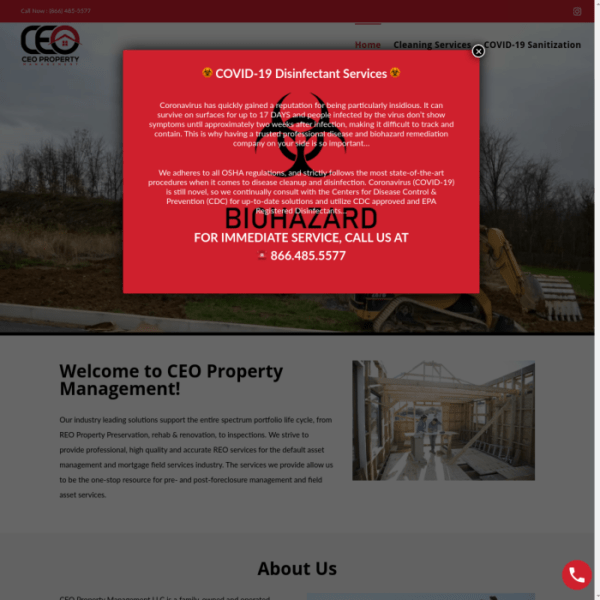 Call Now - (866) 485-5577
CEO
CEO PROPERTY
MANAGEMENT
Home
Cleaning Services
COVID-19 Sanitization
×
COVID-19 Disinfectant Services
Coronavirus has quickly gained a reputation for being particularly insidious. It can
survive on surfaces for up to 17 DAYS and people infected by the virus don't show
symptoms until approximately two weeks after infection, making it difficult to track and
contain. This is why having a trusted professional disease and biohazard remediation
company on your side is so important...
We adheres to all OSHA regulations, and strictly follows the most state-of-the-art
procedures when it comes to disease cleanup and disinfection. Coronavirus (COVID-19)
is still novel, so we continually consult with the Centers for Disease Control &
Prevention (CDC) for up-to-date solutions and utilize CDC approved and EPA
Registered Disinfectants..
BIOHAZARD
FOR IMMEDIATE SERVICE, CALL US AT
866.485.5577
Welcome to CEO Property
Management!
Our industry leading solutions support the entire spectrum portfolio life cycle, from
REO Property Preservation, rehab & renovation, to inspections. We strive to
provide professional, high quality and accurate REO services for the default asset
management and mortgage field services industry. The services we provide allow us
to be the one-stop resource for pre- and post-foreclosure management and field
asset services.
About Us
CEO Property Management LLC is a family-owned and operated